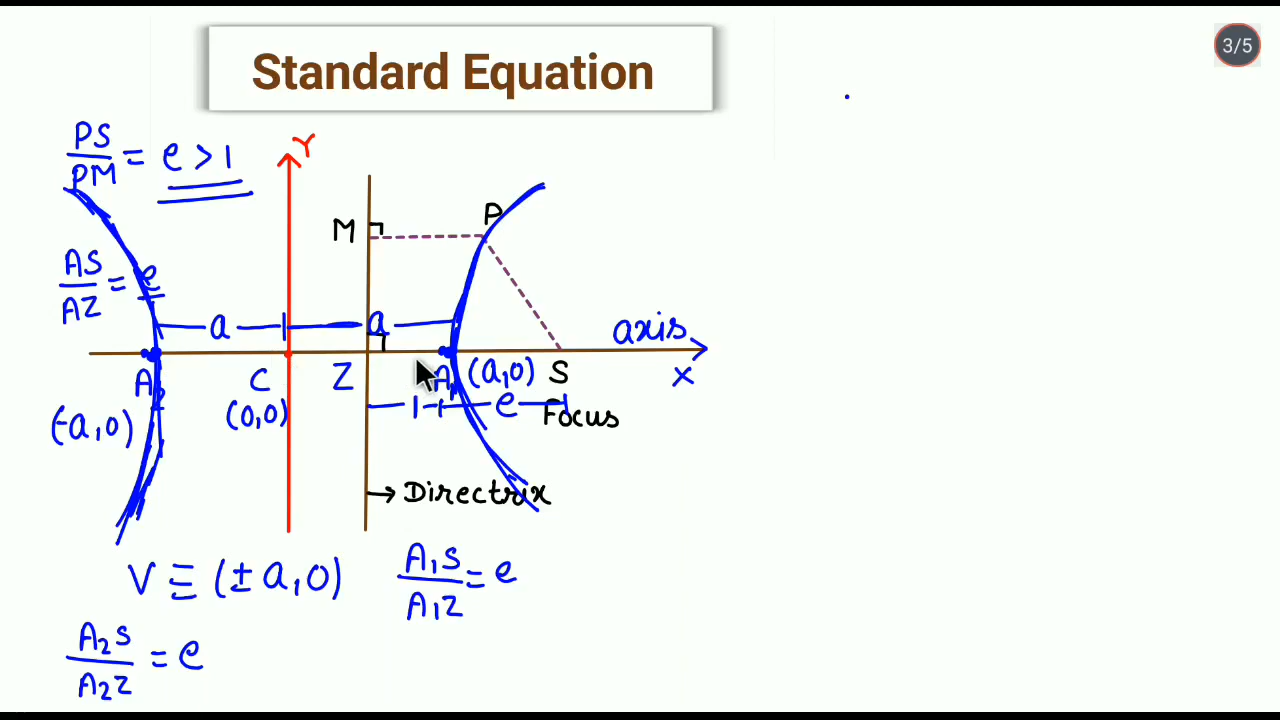 Standard Equation
3/5
PS/PM = e > 1
Y
M
P
AS/AZ = e
a
a
axis
A2
C
Z
A1
(a,0)
S
X
(-a,0)
(0,0)
1
e
Focus
Directrix
V ≡ (± a,0)
A1S/A1Z = e
A2S/A2Z = e